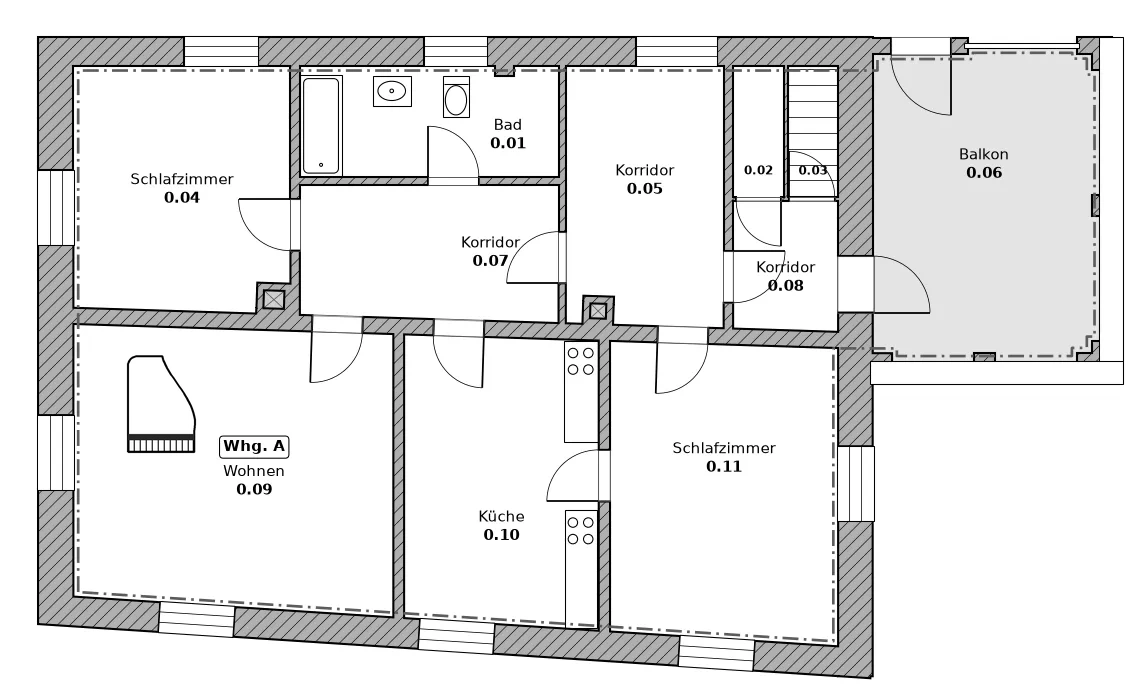 Bad
0.01
Balkon
0.06
Schlafzimmer
0.04
Korridor
0.05
0.02
0.03
Korridor
0.07
Korridor
0.08
Whg. A
Wohnen
0.09
Schlafzimmer
0.11
Küche
0.10